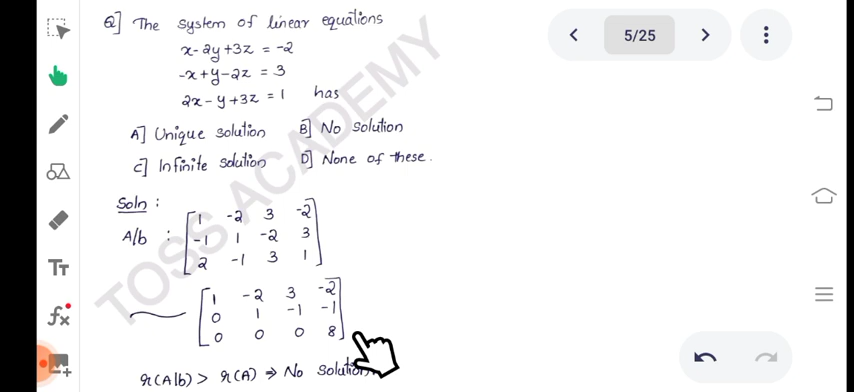 Q] The system of linear equations
x-2y+3z = -2
-x+y-2z = 3
2x-y+3z = 1 has
A] Unique solution B] No solution
C] Infinite solution D] None of these.
Soln :
A/b : [1 -2 3 -2
-1 1 -2 3
2 -1 3 1]
~ [1 -2 3 -2
0 1 -1 -1
0 0 0 8]
r(A|b) > r(A) ⇒ No Solution
TOSS ACADEMY
5/25
Tт
fx